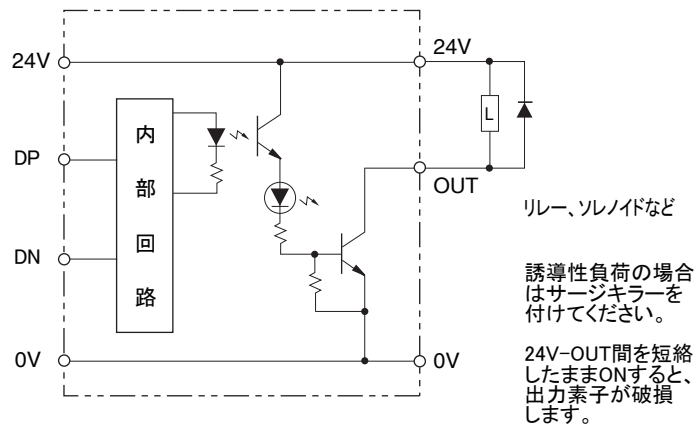 24V
24V
内
部
回
路
DP
DN
L
OUT
0V
0V
リレー、ソレノイドなど
誘導性負荷の場合
はサージキラーを
付けてください。
24V-OUT間を短絡
したままONすると、
出力素子が破損
します。